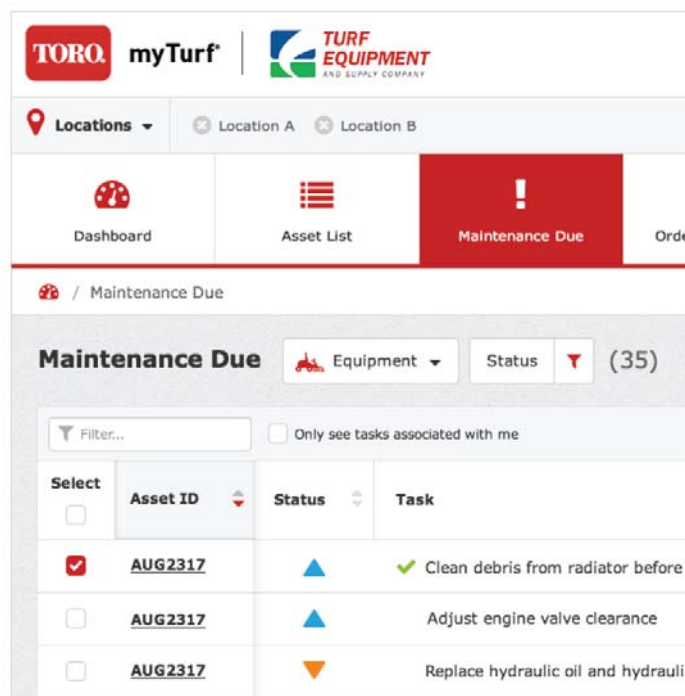 TORO. myTurf® TURF
EQUIPMENT
AND SUPPLY COMPANY
Locations Location A Location B
Dashboard Asset List Maintenance Due Orde
/ Maintenance Due
Maintenance Due Equipment Status (35)
Filter... Only see tasks associated with me
Select Asset ID Status Task
AUG2317 Clean debris from radiator before
AUG2317 Adjust engine valve clearance
AUG2317 Replace hydraulic oil and hydrauli